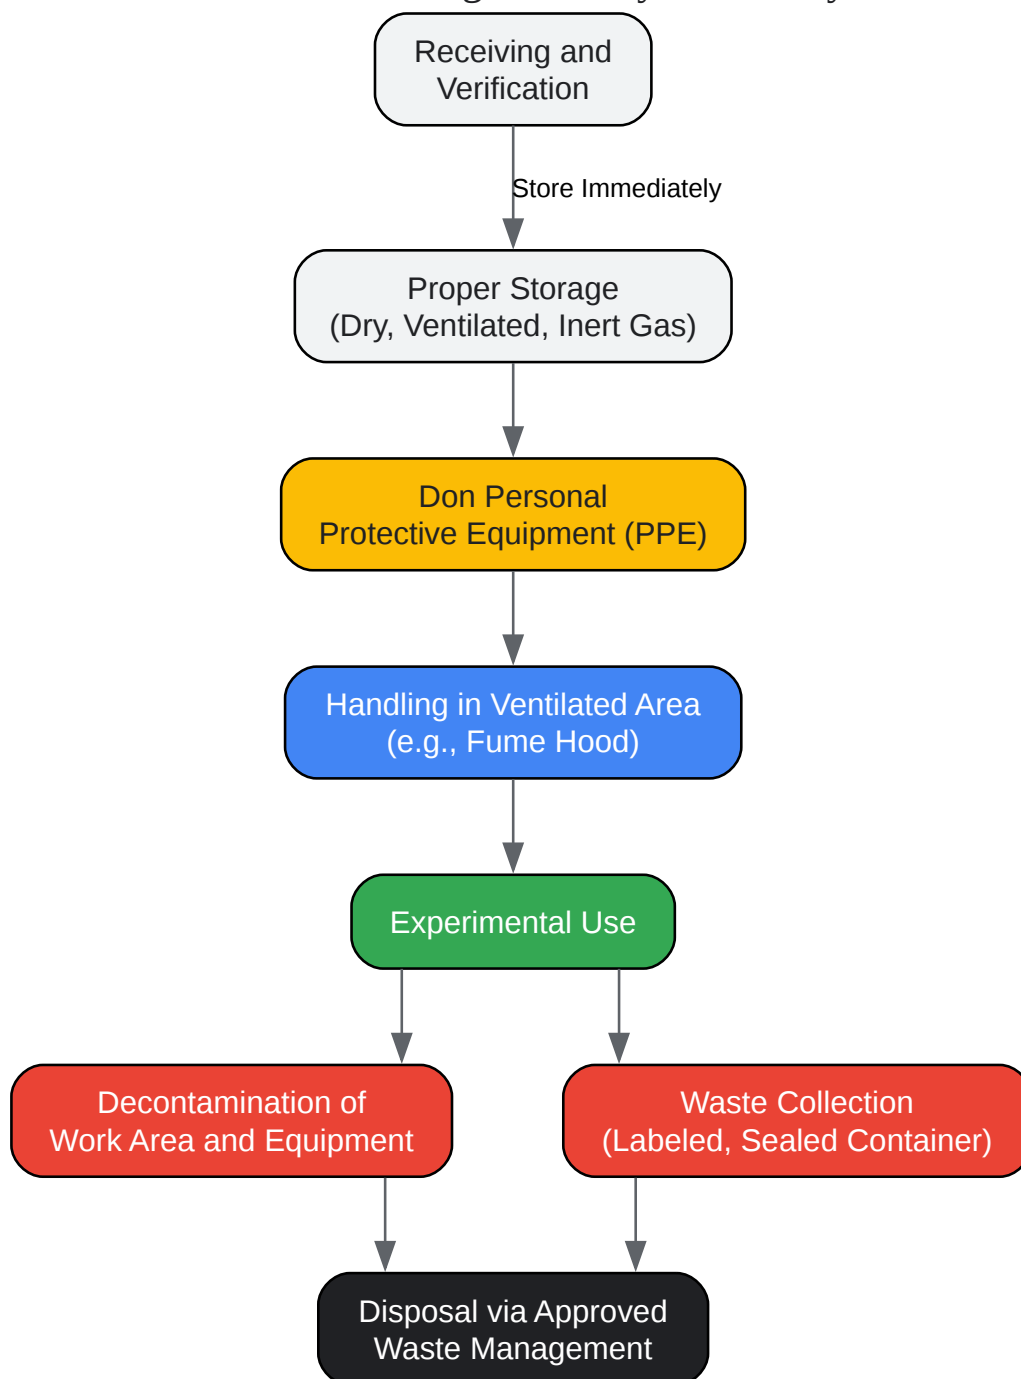 Receiving and
Verification
Store Immediately
Proper Storage
(Dry, Ventilated, Inert Gas)
Don Personal
Protective Equipment (PPE)
Handling in Ventilated Area
(e.g., Fume Hood)
Experimental Use
Decontamination of
Work Area and Equipment
Waste Collection
(Labeled, Sealed Container)
Disposal via Approved
Waste Management